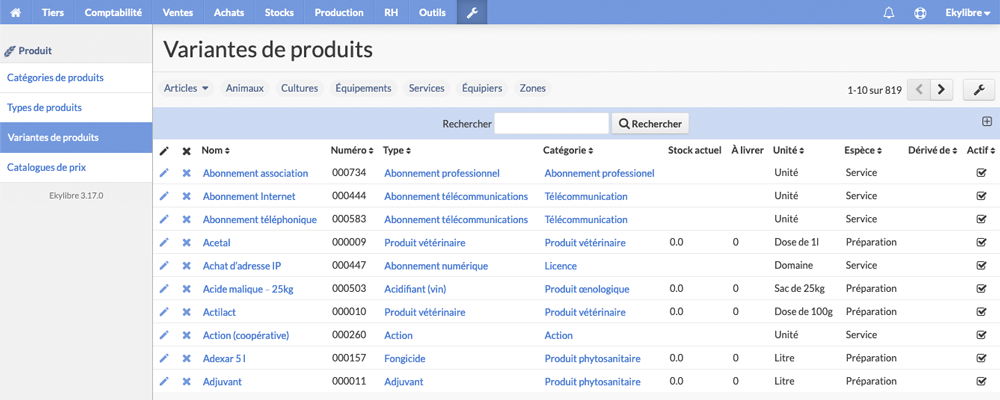 Tiers Comptabilité Ventes Achats Stocks Production RH Outils Ekylibre
Produit
Catégories de produits
Types de produits
Variantes de produits
Catalogues de prix
Ekylibre 3.17.0
Variantes de produits
Articles Animaux Cultures Équipements Services Équipiers Zones 1-10 sur 819
Rechercher Rechercher
Nom Numéro Type Catégorie Stock actuel À livrer Unité Espèce Dérivé de Actif
Abonnement association 000734 Abonnement professionnel Abonnement professionel Unité Service
Abonnement Internet 000444 Abonnement télécommunications Télécommunication Unité Service
Abonnement téléphonique 000583 Abonnement télécommunications Télécommunication Unité Service
Acetal 000009 Produit vétérinaire Produit vétérinaire 0.0 0 Dose de 1l Préparation
Achat d'adresse IP 000447 Abonnement numérique Licence Domaine Service
Acide malique - 25kg 000503 Acidifiant (vin) Produit œnologique 0.0 0 Sac de 25kg Préparation
Actilact 000010 Produit vétérinaire Produit vétérinaire 0.0 0 Dose de 100g Préparation
Action (coopérative) 000260 Action Action Unité Service
Adexar 5 l 000157 Fongicide Produit phytosanitaire 0.0 0 Litre Préparation
Adjuvant 000011 Adjuvant Produit phytosanitaire 0.0 0 Litre Préparation